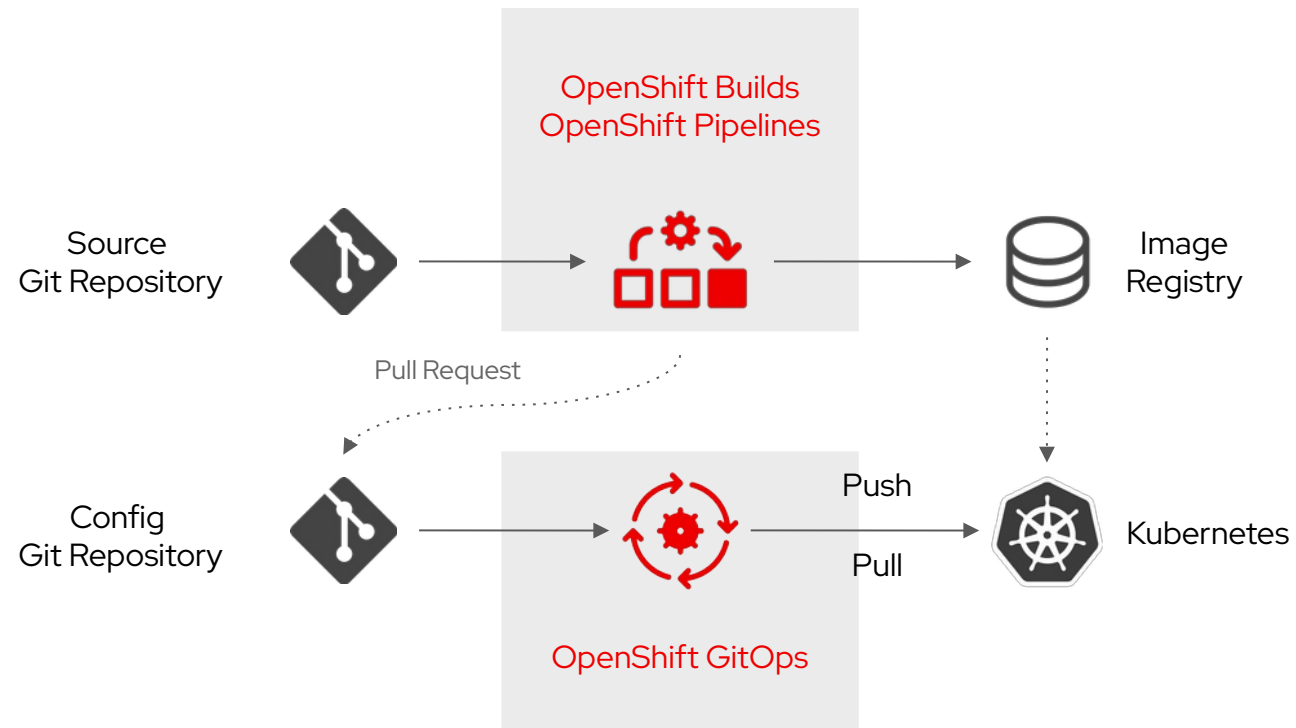 OpenShift Builds
OpenShift Pipelines
Source
Git Repository
Image
Registry
Pull Request
Config
Git Repository
Push
Pull
Kubernetes
OpenShift GitOps